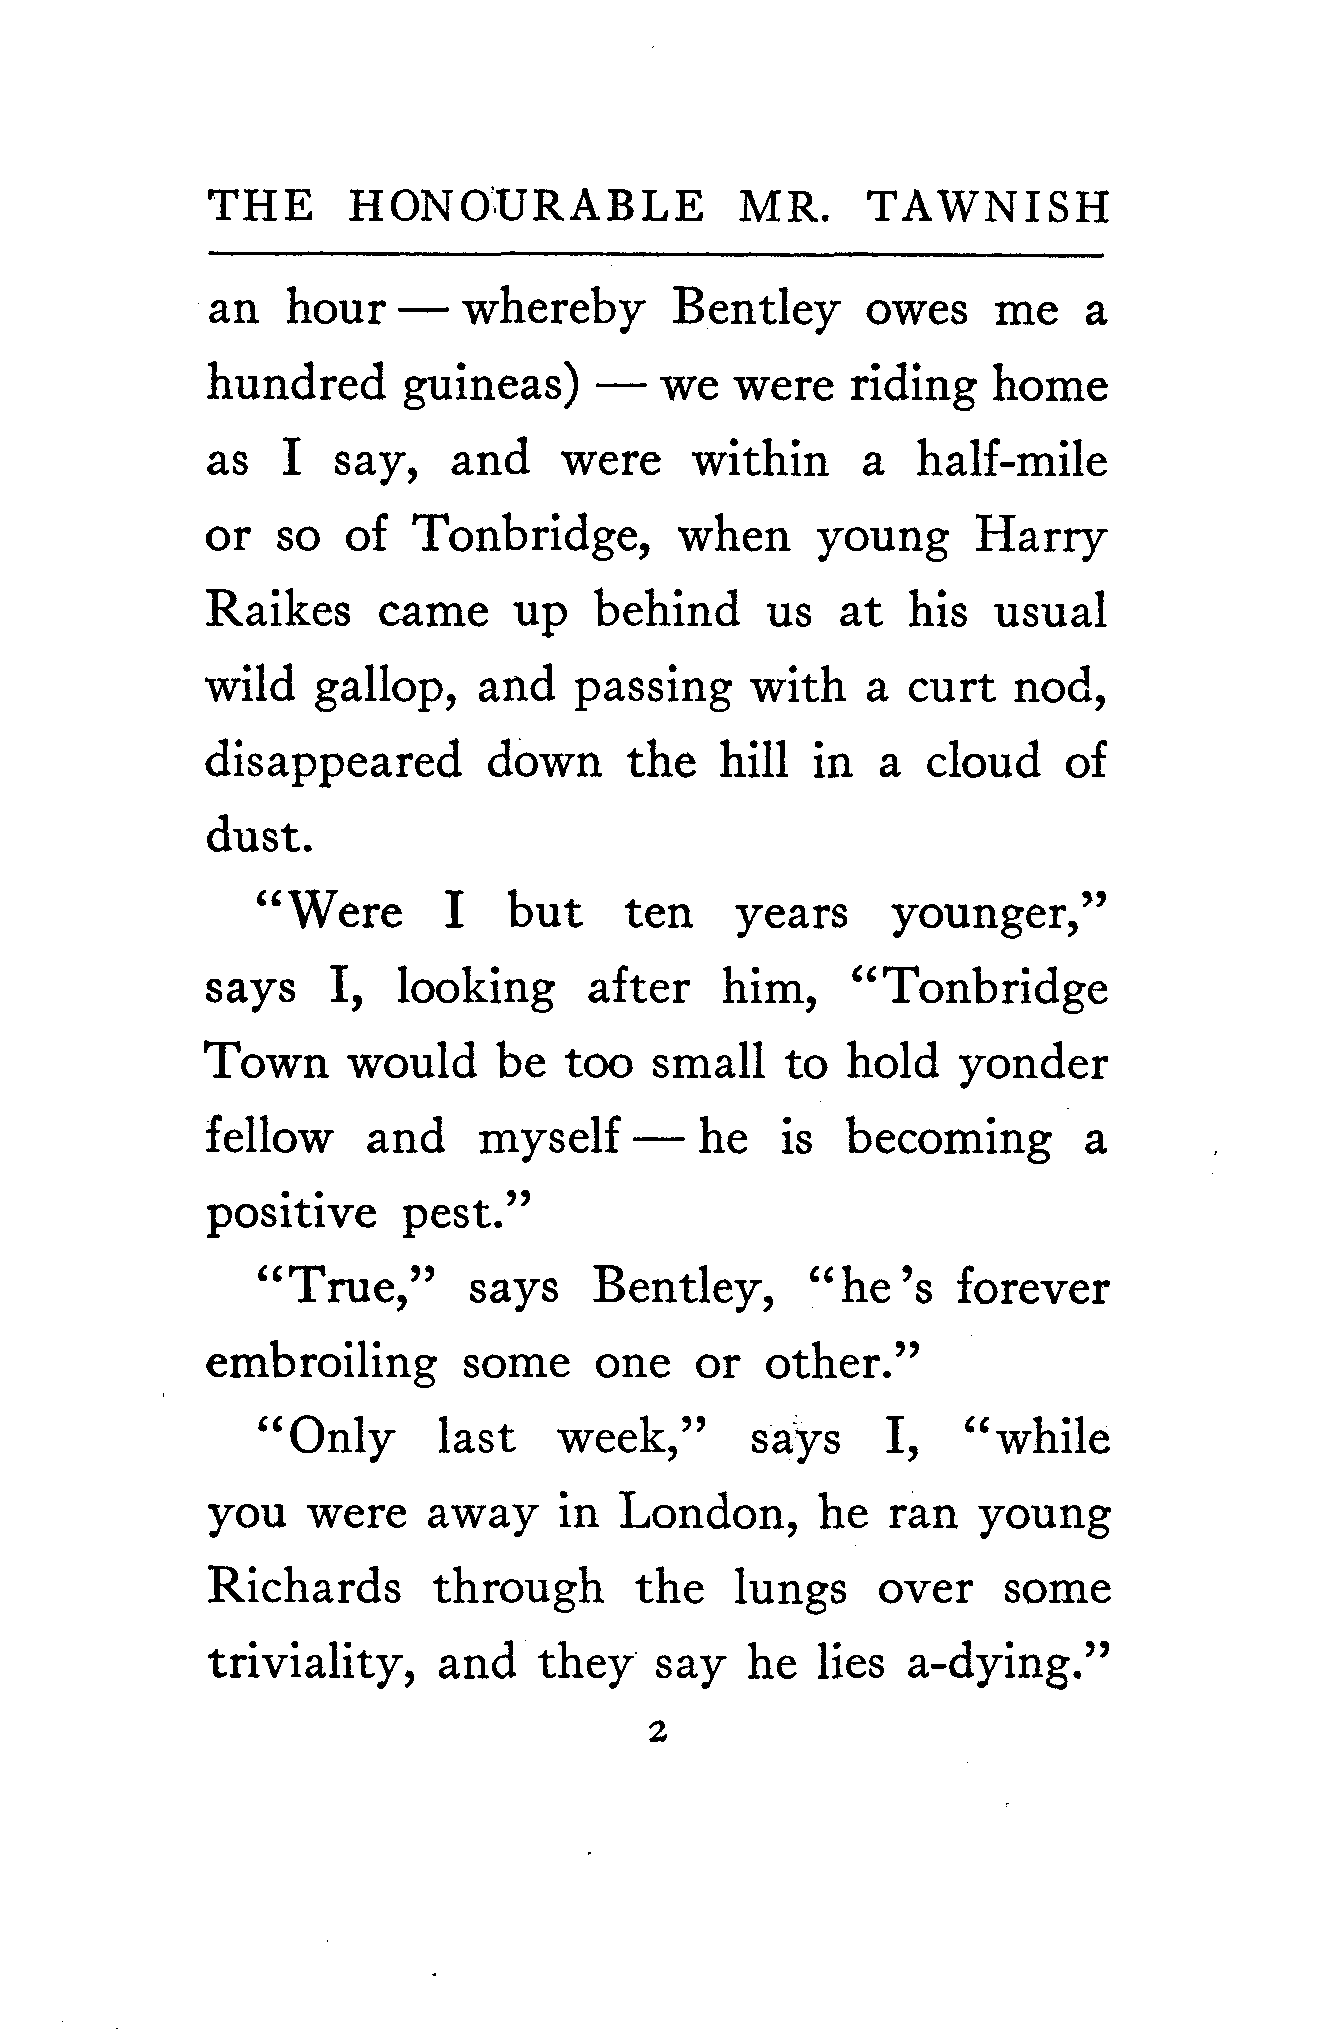 THE HONOURABLE MR. TAWNISH
an hour — whereby Bentley owes me a
hundred guineas) — we were riding home
as I say, and were within a half-mile
or so of Tonbridge, when young Harry
Raikes came up behind us at his usual
wild gallop, and passing with a curt nod,
disappeared down the hill in a cloud of
dust.
“Were I but ten years younger,”
says I, looking after him, “Tonbridge
Town would be too small to hold yonder
fellow and myself — he is becoming a
positive pest.”
“True,” says Bentley, “he 's forever
embroiling some one or other.”
“Only last week,” says I, “while
you were away in London, he ran young
Richards through the lungs over some
triviality, and they say he lies a-dying.”
2